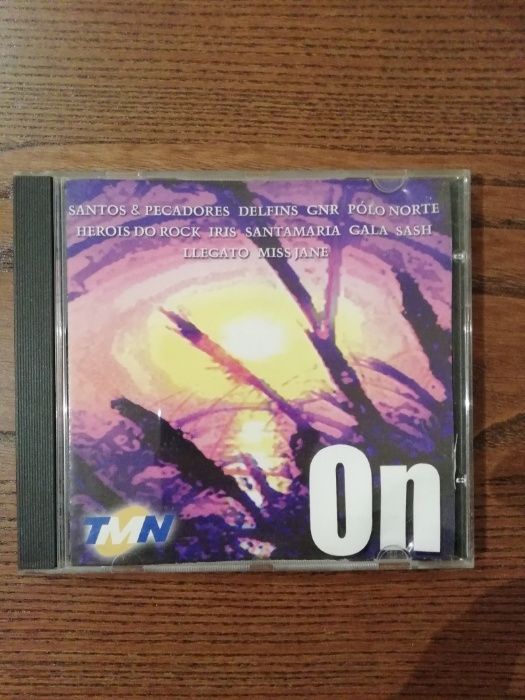 SANTOS & PECADORES DELFINS GNR PÓLO NORTE
HEROIS DO ROCK IRIS SANTAMARIA GALA SASH
LLEGATO MISS JANE
TMN
On